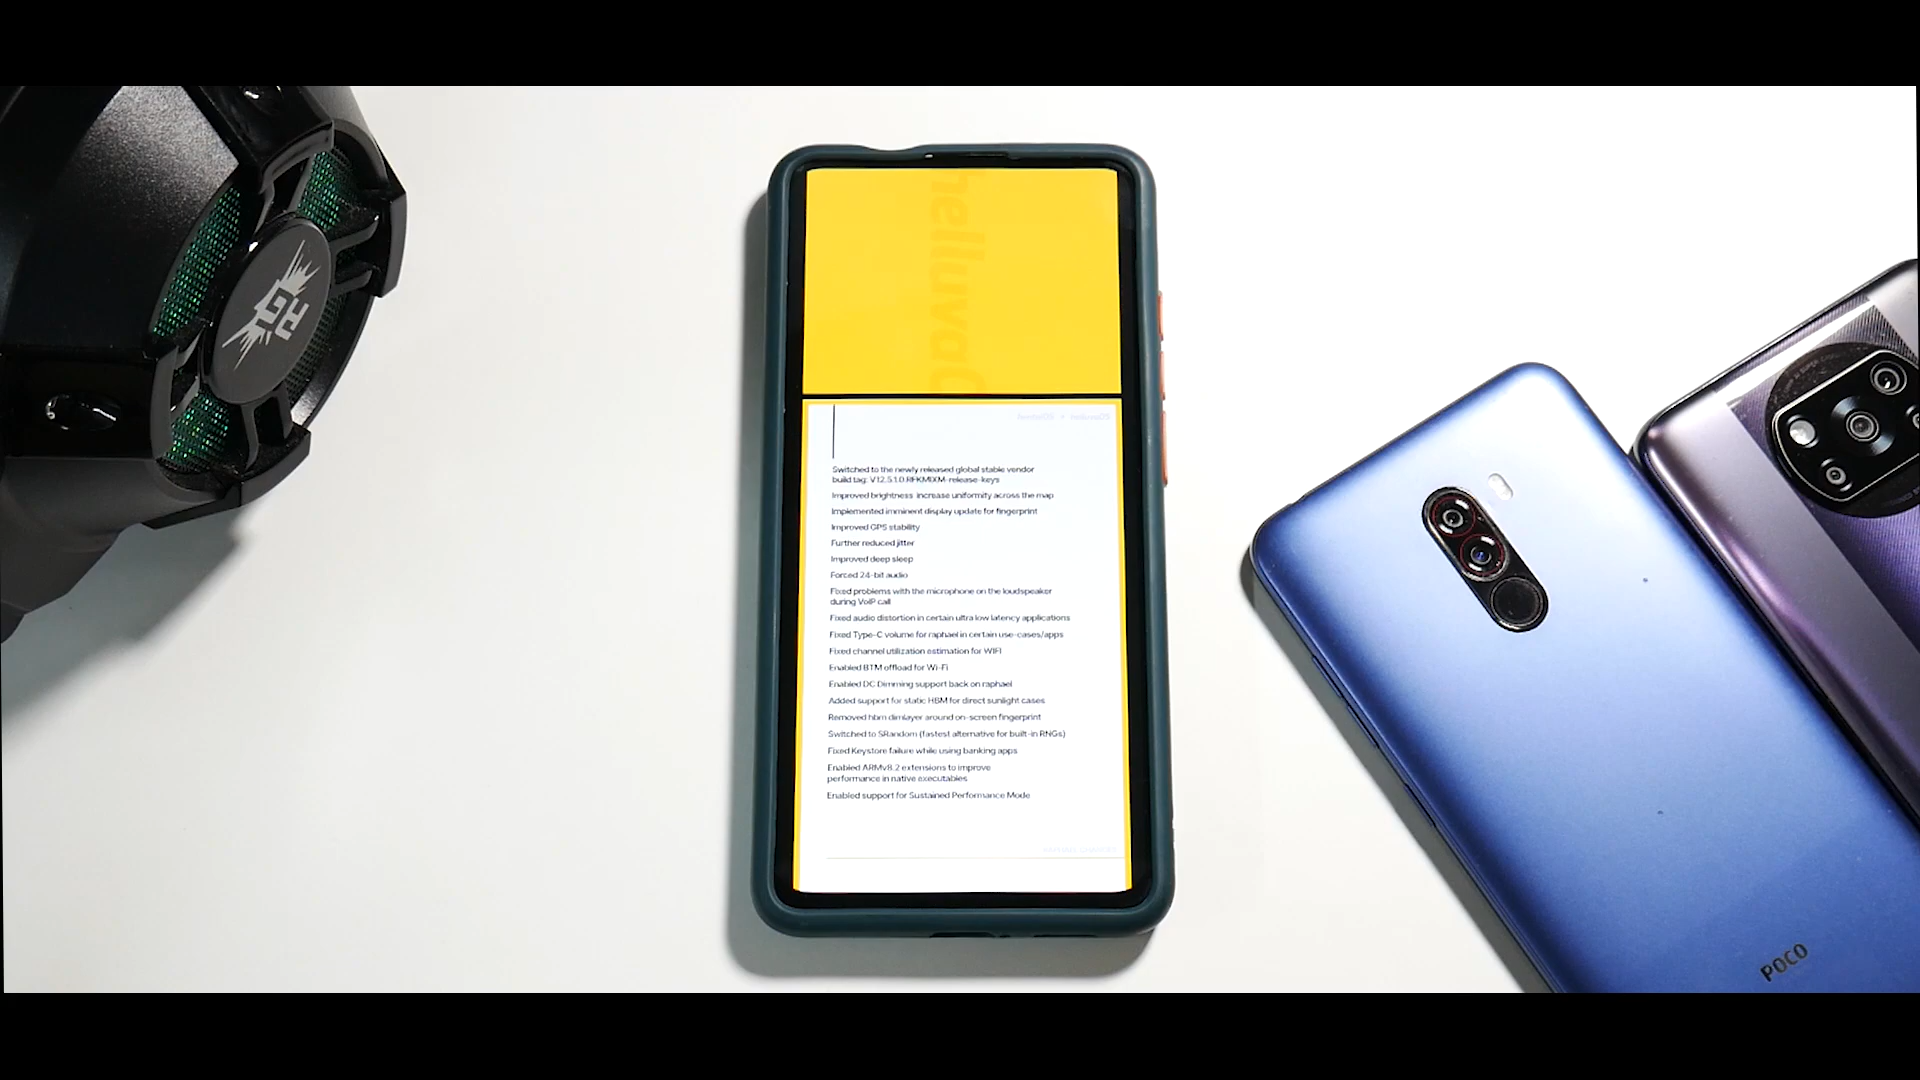 helluvaO
hentaiOS + helluvaOS
Switched to the newly released global stable vendor
build tag: V12.5.1.0.RFKMIXM-release-keys
Improved brightness increase uniformity across the map
Implemented imminent display update for fingerprint
Improved GPS stability
Further reduced jitter
Improved deep sleep
Forced 24-bit audio
Fixed problems with the microphone on the loudspeaker
during VoIP call
Fixed audio distortion in certain ultra low latency applications
Fixed Type-C volume for raphael in certain use-cases/apps
Fixed channel utilization estimation for WIFI
Enabled BTM offload for Wi-Fi
Enabled DC Dimming support back on raphael
Added support for static HBM for direct sunlight cases
Removed hbm dimlayer around on-screen fingerprint
Switched to SRandom (fastest alternative for built-in RNGs)
Fixed Keystore failure while using banking apps
Enabled ARMv8.2 extensions to improve
performance in native executables
Enabled support for Sustained Performance Mode
POCO